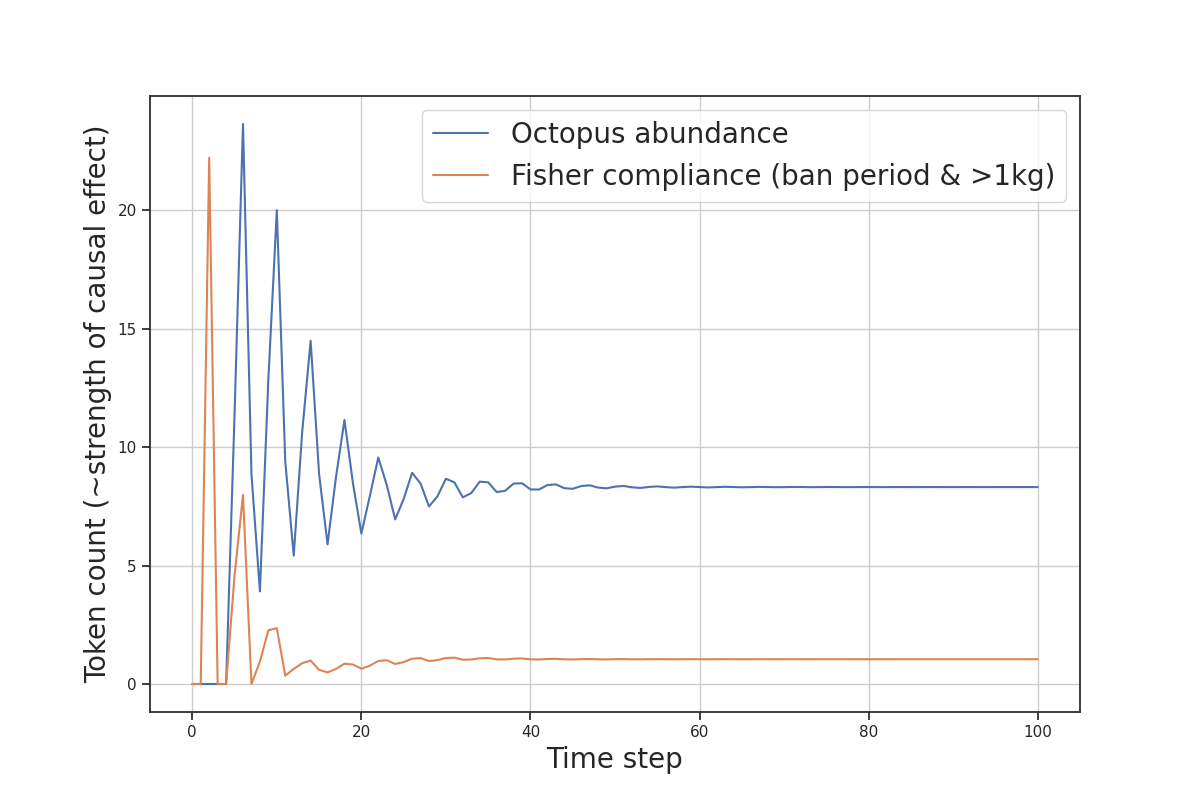 Octopus abundance
Fisher compliance (ban period & >1kg)
Token count (~strength of causal effect)
20
15
10
5
0
0 20 40 60 80 100
Time step